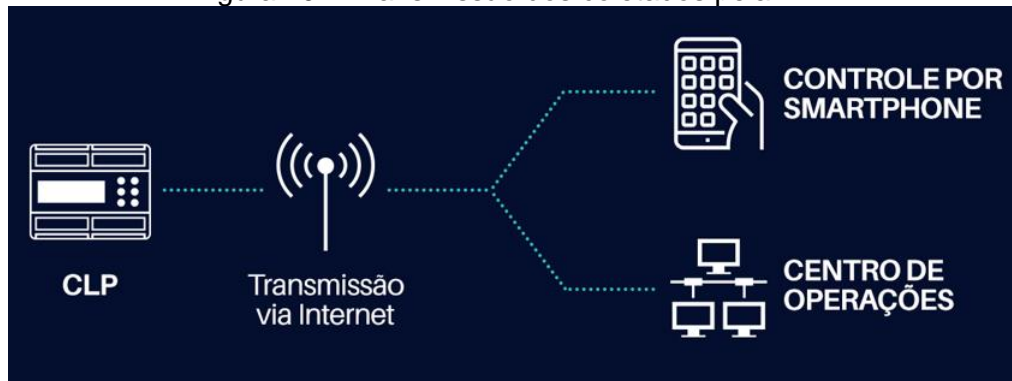 CLP
Transmissão
via Internet
CONTROLE POR
SMARTPHONE
CENTRO DE
OPERAÇÕES